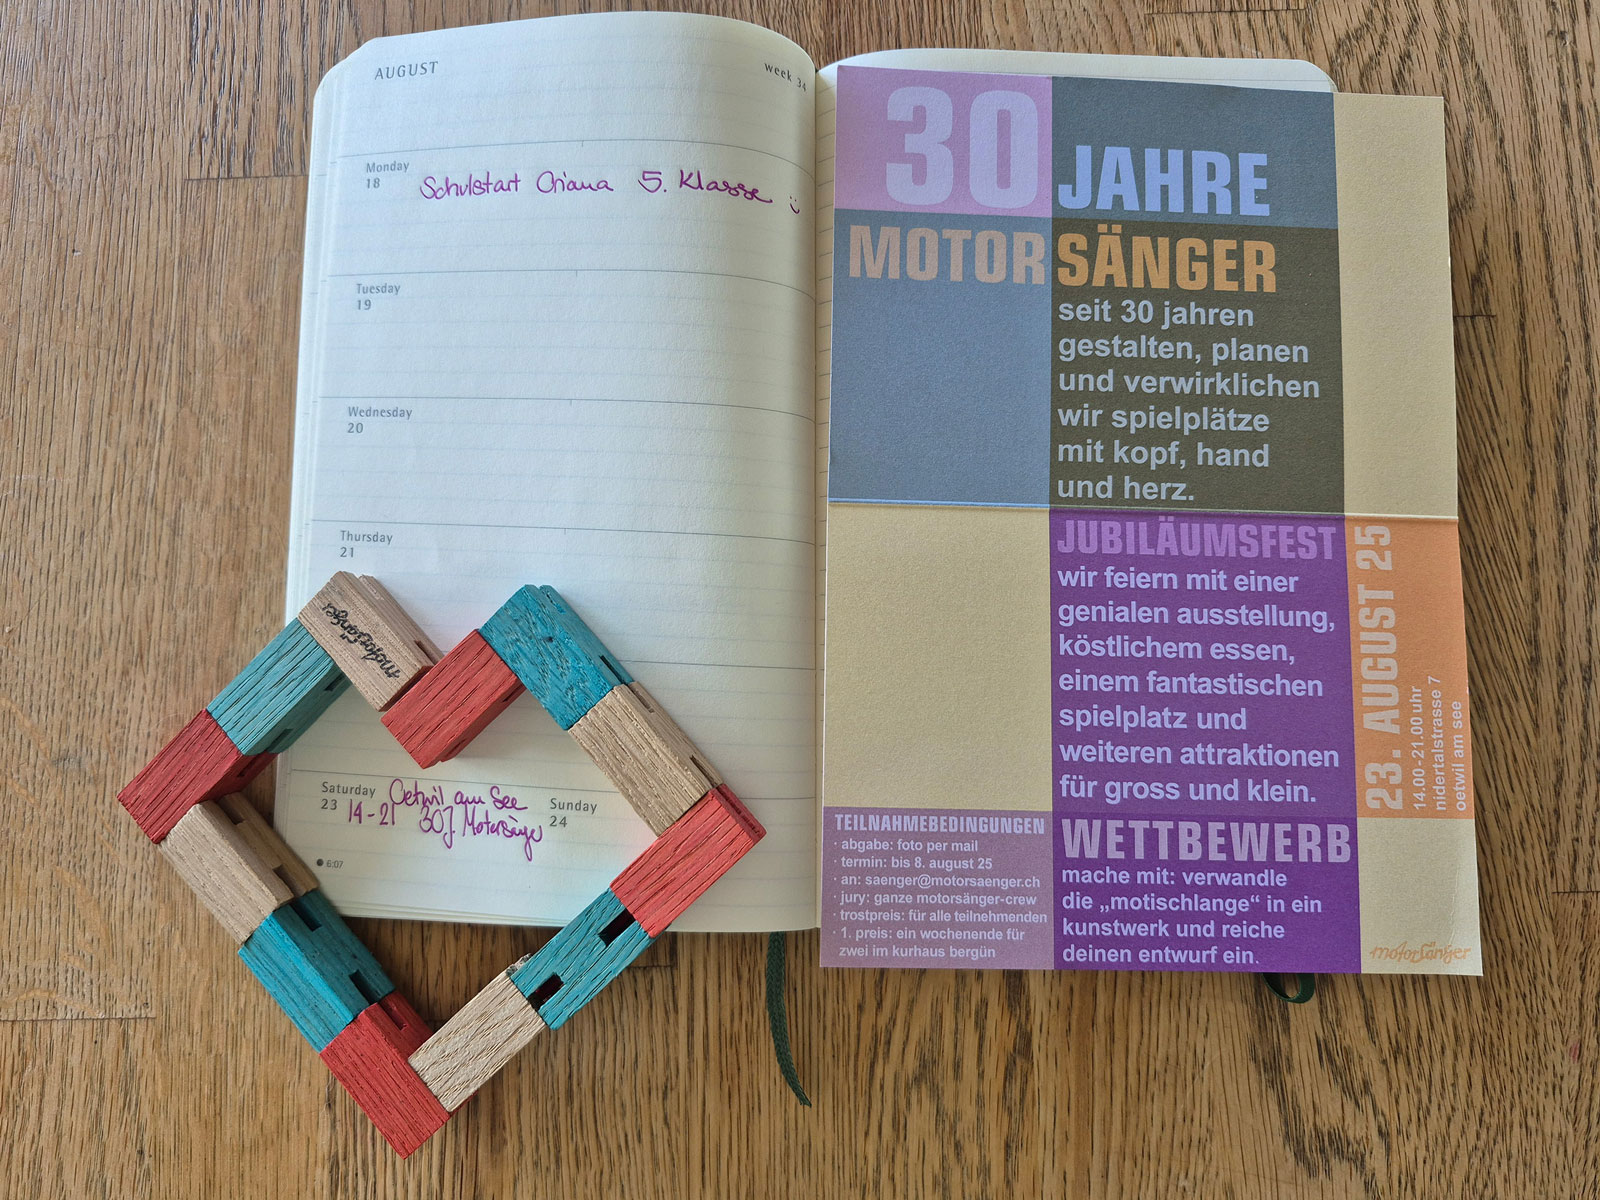 AUGUST
week 34
Monday
18
Schulstart Oriana 5. Klasse
Tuesday
19
Wednesday
20
Thursday
21
Saturday
23
Oetwil am See
14-21 30J. Motorsänger
Sunday
24
6:07
motorsänger
30 JAHRE
MOTORSÄNGER
seit 30 jahren
gestalten, planen
und verwirklichen
wir spielplätze
mit kopf, hand
und herz.
JUBILÄUMSFEST
wir feiern mit einer
genialen ausstellung,
köstlichem essen,
einem fantastischen
spielplatz und
weiteren attraktionen
für gross und klein.
23. AUGUST 25
14.00-21.00 uhr
nidertalstrasse 7
oetwil am see
TEILNAHMEBEDINGUNGEN
· abgabe: foto per mail
· termin: bis 8. august 25
· an: saenger@motorsaenger.ch
· jury: ganze motorsänger-crew
· trostpreis: für alle teilnehmenden
· 1. preis: ein wochenende für
zwei im kurhaus bergün
WETTBEWERB
mache mit: verwandle
die „motischlange“ in ein
kunstwerk und reiche
deinen entwurf ein.
motorsänger